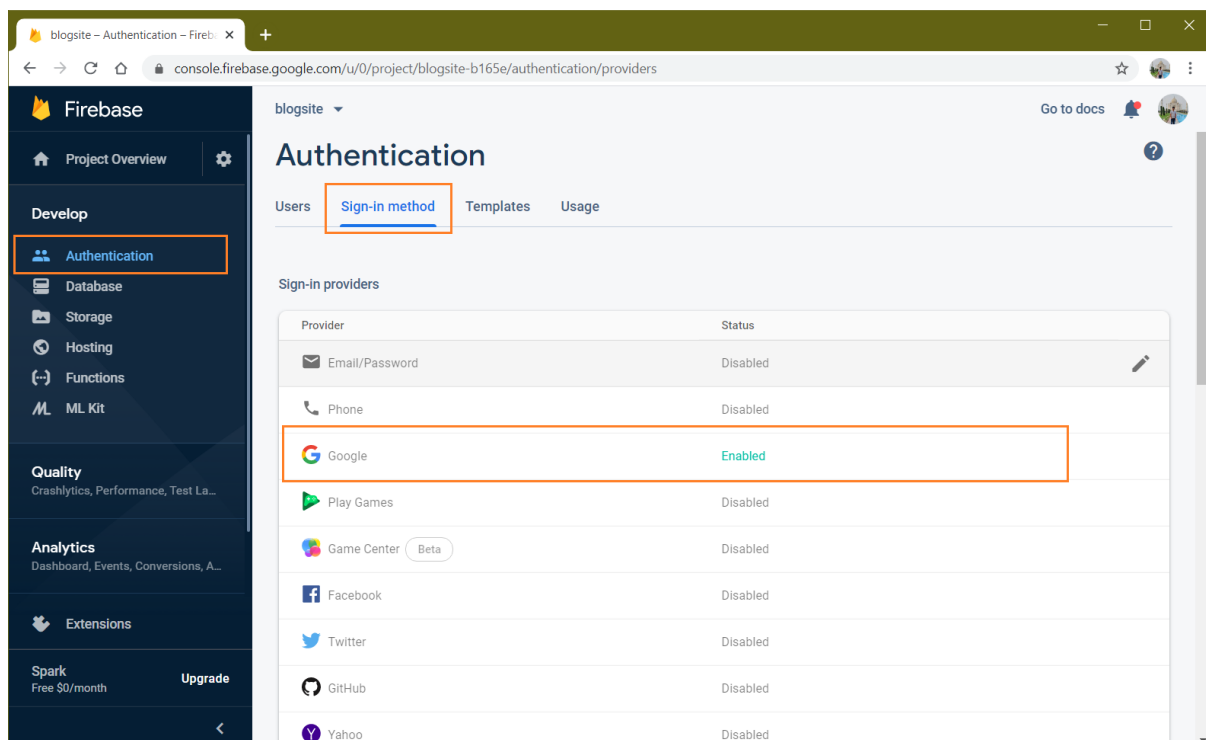 blogsite – Authentication – Fireb
console.firebase.google.com/u/0/project/blogsite-b165e/authentication/providers
Firebase
Project Overview
Develop
Authentication
Database
Storage
Hosting
Functions
ML Kit
Quality
Crashlytics, Performance, Test La...
Analytics
Dashboard, Events, Conversions, A...
Extensions
Spark
Free $0/month
Upgrade
blogsite
Go to docs
Authentication
Users Sign-in method Templates Usage
Sign-in providers
Provider Status
Email/Password Disabled
Phone Disabled
Google Enabled
Play Games Disabled
Game Center Beta Disabled
Facebook Disabled
Twitter Disabled
GitHub Disabled
Yahoo Disabled